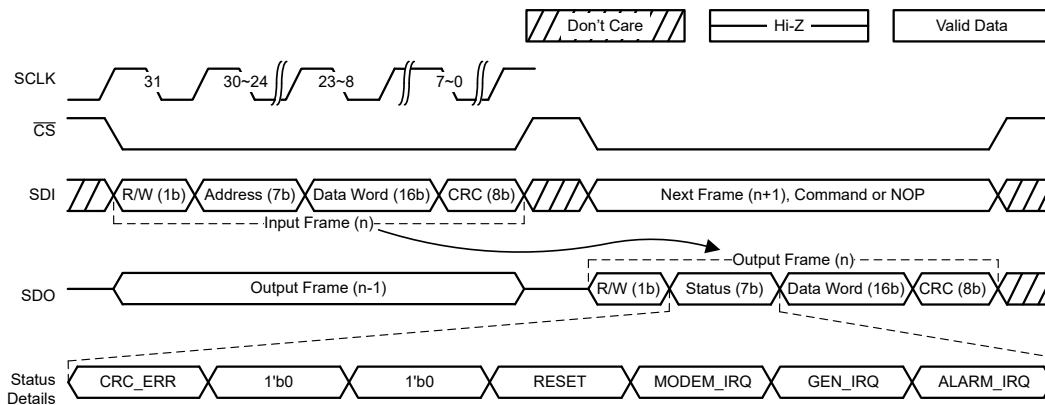 Don't Care Hi-Z Valid Data
SCLK 31 30~24 23~8 7~0
CS
SDI R/W (1b) Address (7b) Data Word (16b) CRC (8b) Next Frame (n+1), Command or NOP
Input Frame (n)
Output Frame (n)
SDO Output Frame (n-1) R/W (1b) Status (7b) Data Word (16b) CRC (8b)
Status Details CRC_ERR 1'b0 1'b0 RESET MODEM_IRQ GEN_IRQ ALARM_IRQ